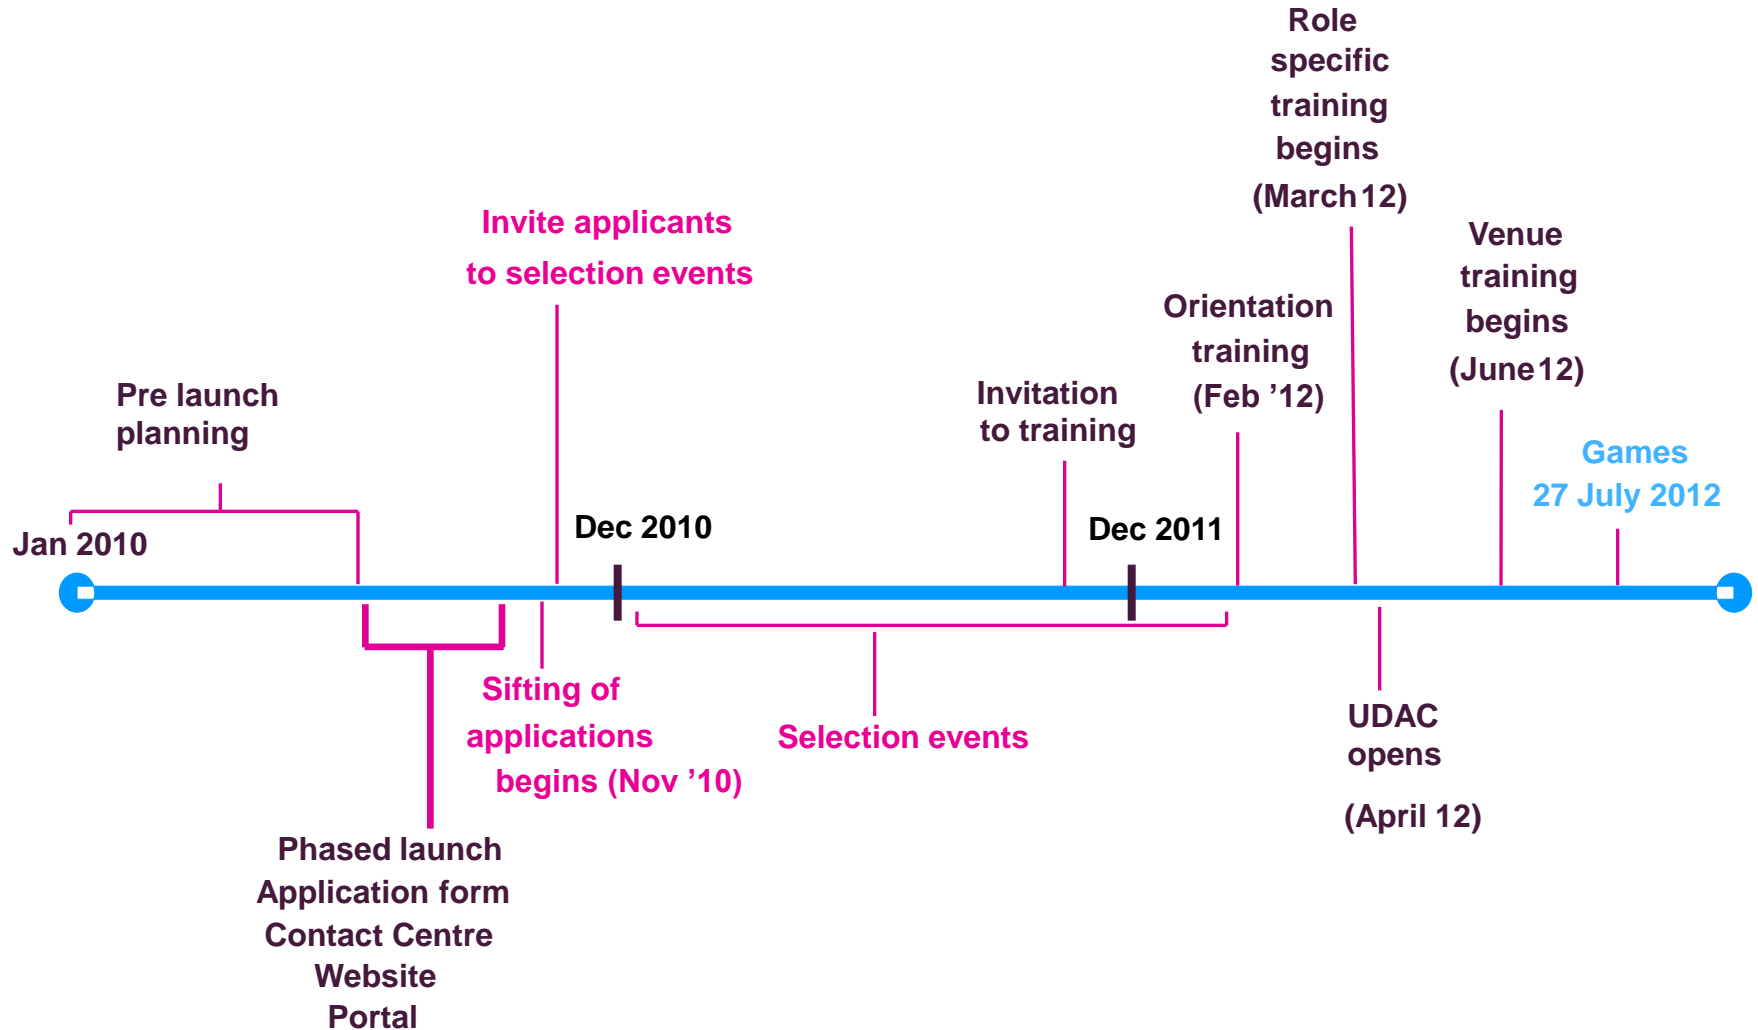 Role
specific
training
begins
(March 12)
Invite applicants
to selection events
Venue
training
begins
(June 12)
Orientation
training
(Feb ’12)
Pre launch
planning
Invitation
to training
Games
27 July 2012
Jan 2010
Dec 2010
Dec 2011
Sifting of
applications
begins (Nov ’10)
Selection events
UDAC
opens
(April 12)
Phased launch
Application form
Contact Centre
Website
Portal